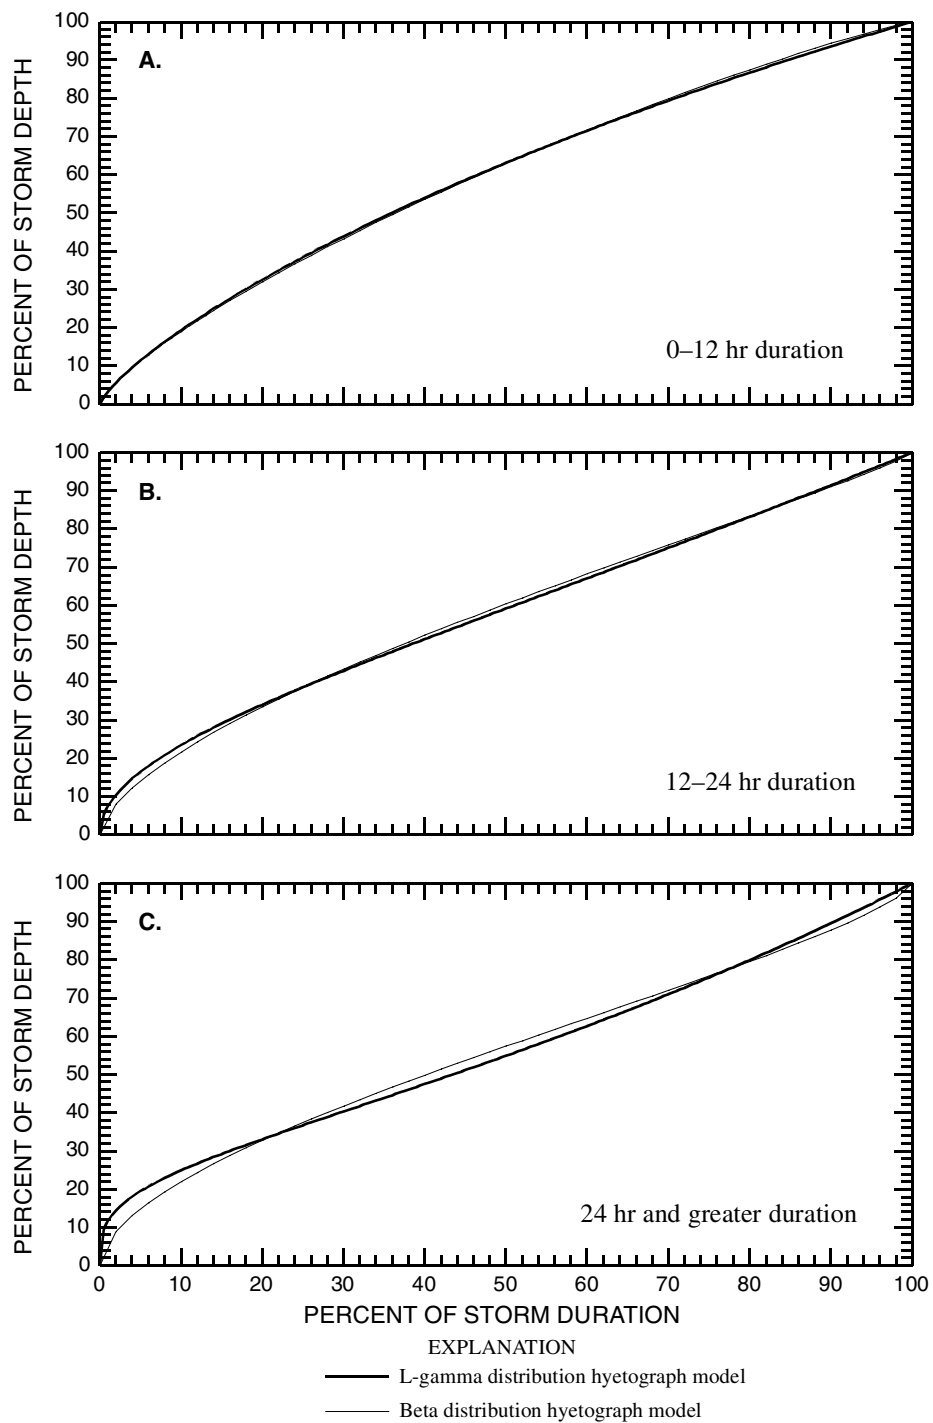 100
90
80
70
60
50
40
30
20
10
0
PERCENT OF STORM DEPTH
A.
0–12 hr duration
100
90
80
70
60
50
40
30
20
10
0
PERCENT OF STORM DEPTH
B.
12–24 hr duration
100
90
80
70
60
50
40
30
20
10
0
PERCENT OF STORM DEPTH
C.
24 hr and greater duration
0 10 20 30 40 50 60 70 80 90 100
PERCENT OF STORM DURATION
EXPLANATION
L-gamma distribution hyetograph model
Beta distribution hyetograph model